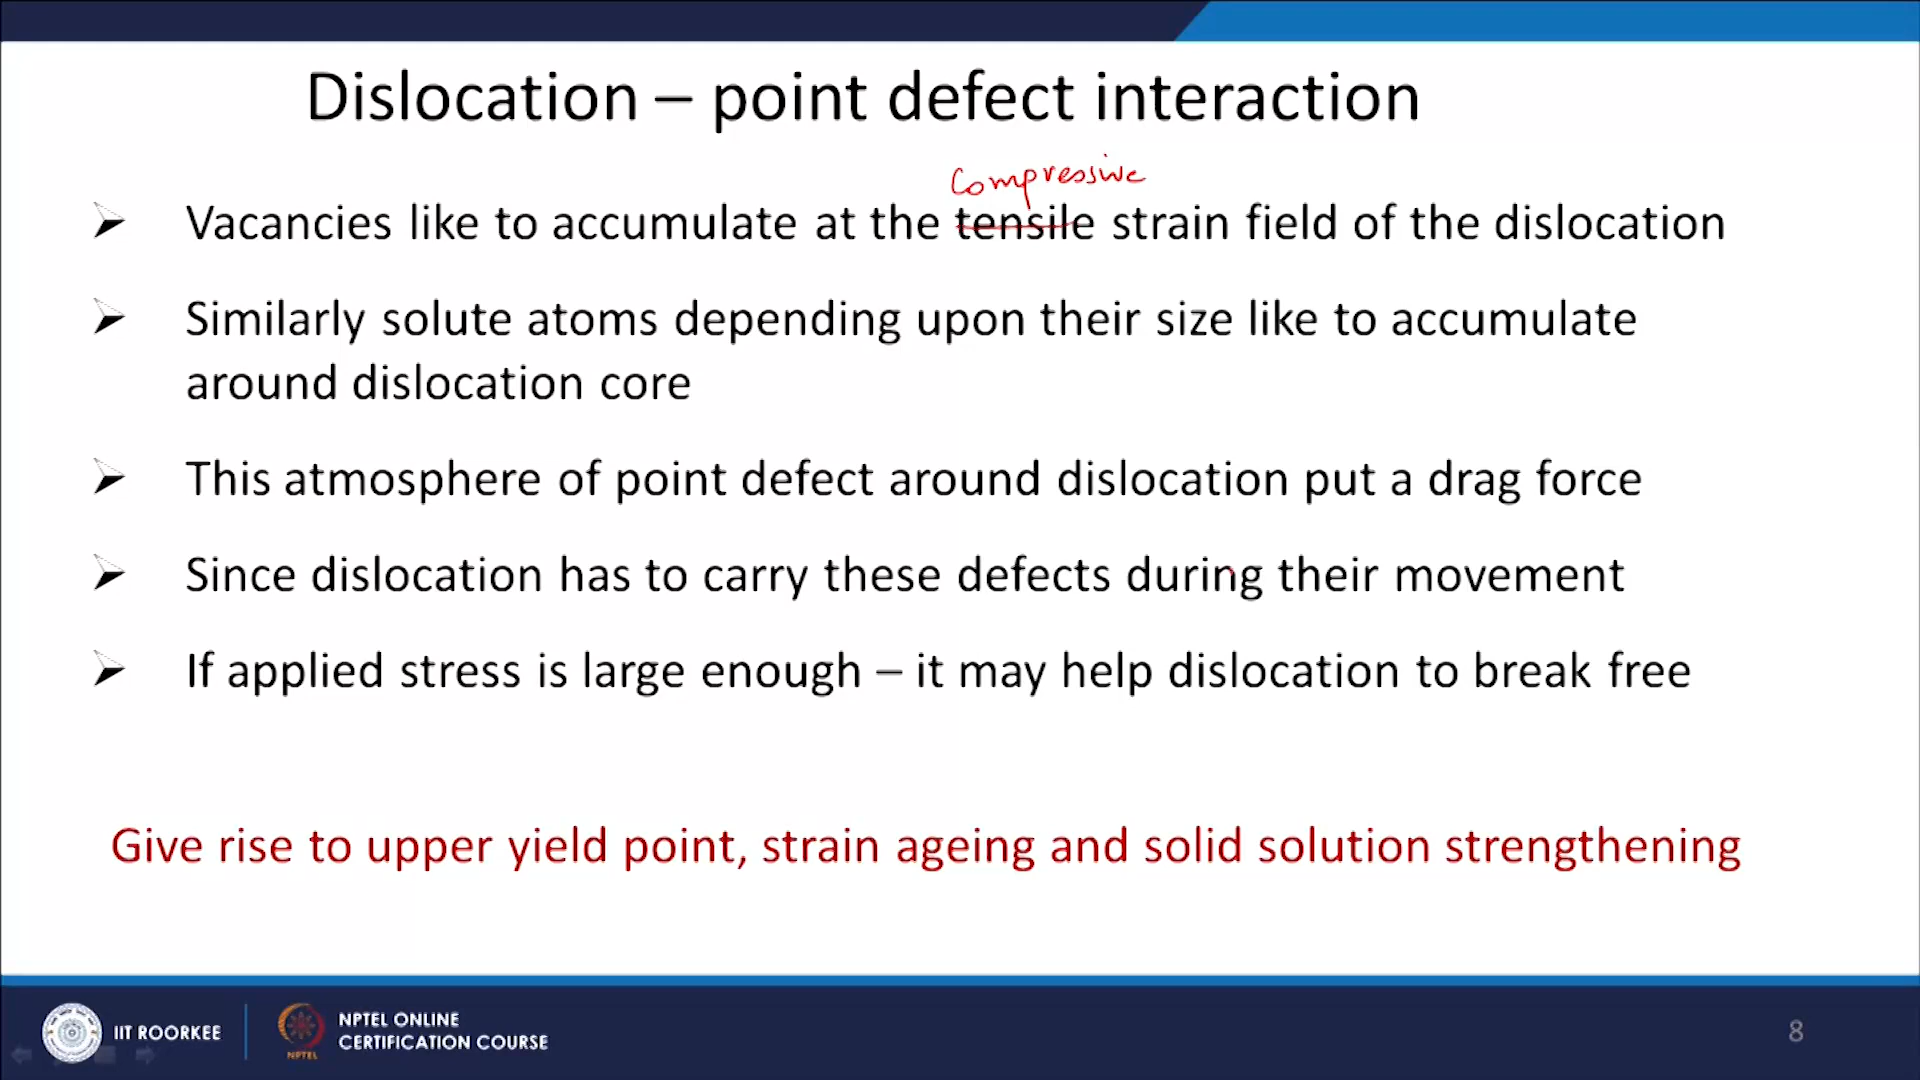 Dislocation – point defect interaction
Compressive
➢ Vacancies like to accumulate at the tensile strain field of the dislocation
➢ Similarly solute atoms depending upon their size like to accumulate
around dislocation core
➢ This atmosphere of point defect around dislocation put a drag force
➢ Since dislocation has to carry these defects during their movement
➢ If applied stress is large enough – it may help dislocation to break free
Give rise to upper yield point, strain ageing and solid solution strengthening
IIT ROORKEE
NPTEL
NPTEL ONLINE
CERTIFICATION COURSE
8